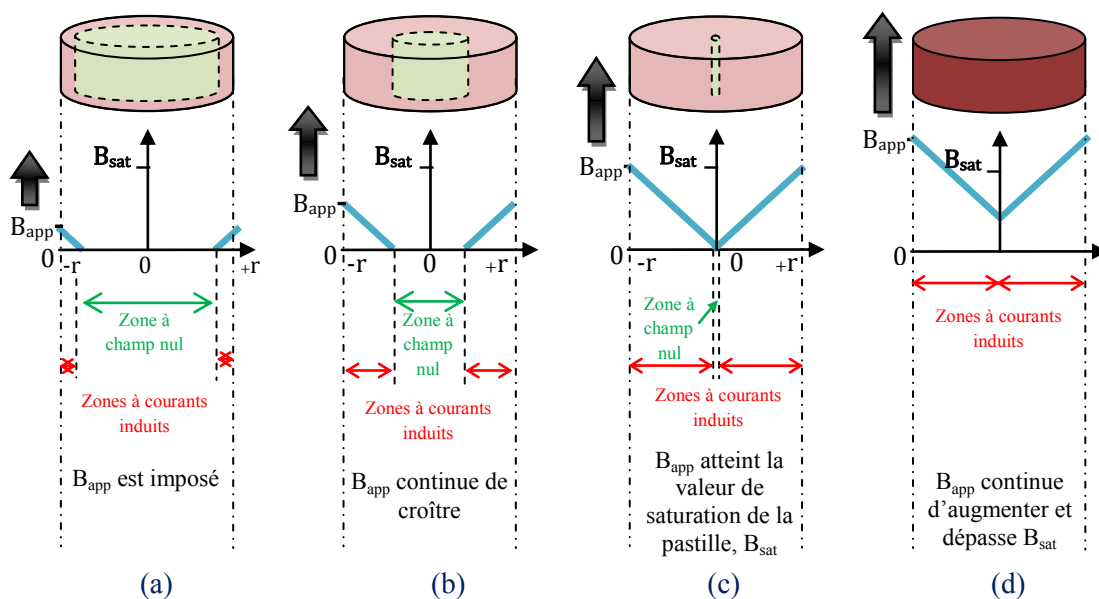 B_sat
B_app
0
-r
0
+r
Zone à
champ nul
Zones à courants
induits
B_app est imposé
(a)
B_sat
B_app
0
-r
0
+r
Zone à
champ
nul
Zones à courants
induits
B_app continue de
croître
(b)
B_sat
B_app
0
-r
0
+r
Zone à
champ
nul
Zones à courants
induits
B_app atteint la
valeur de
saturation de la
pastille, B_sat
(c)
B_app
B_sat
0
Zones à courants
induits
B_app continue
d'augmenter et
dépasse B_sat
(d)